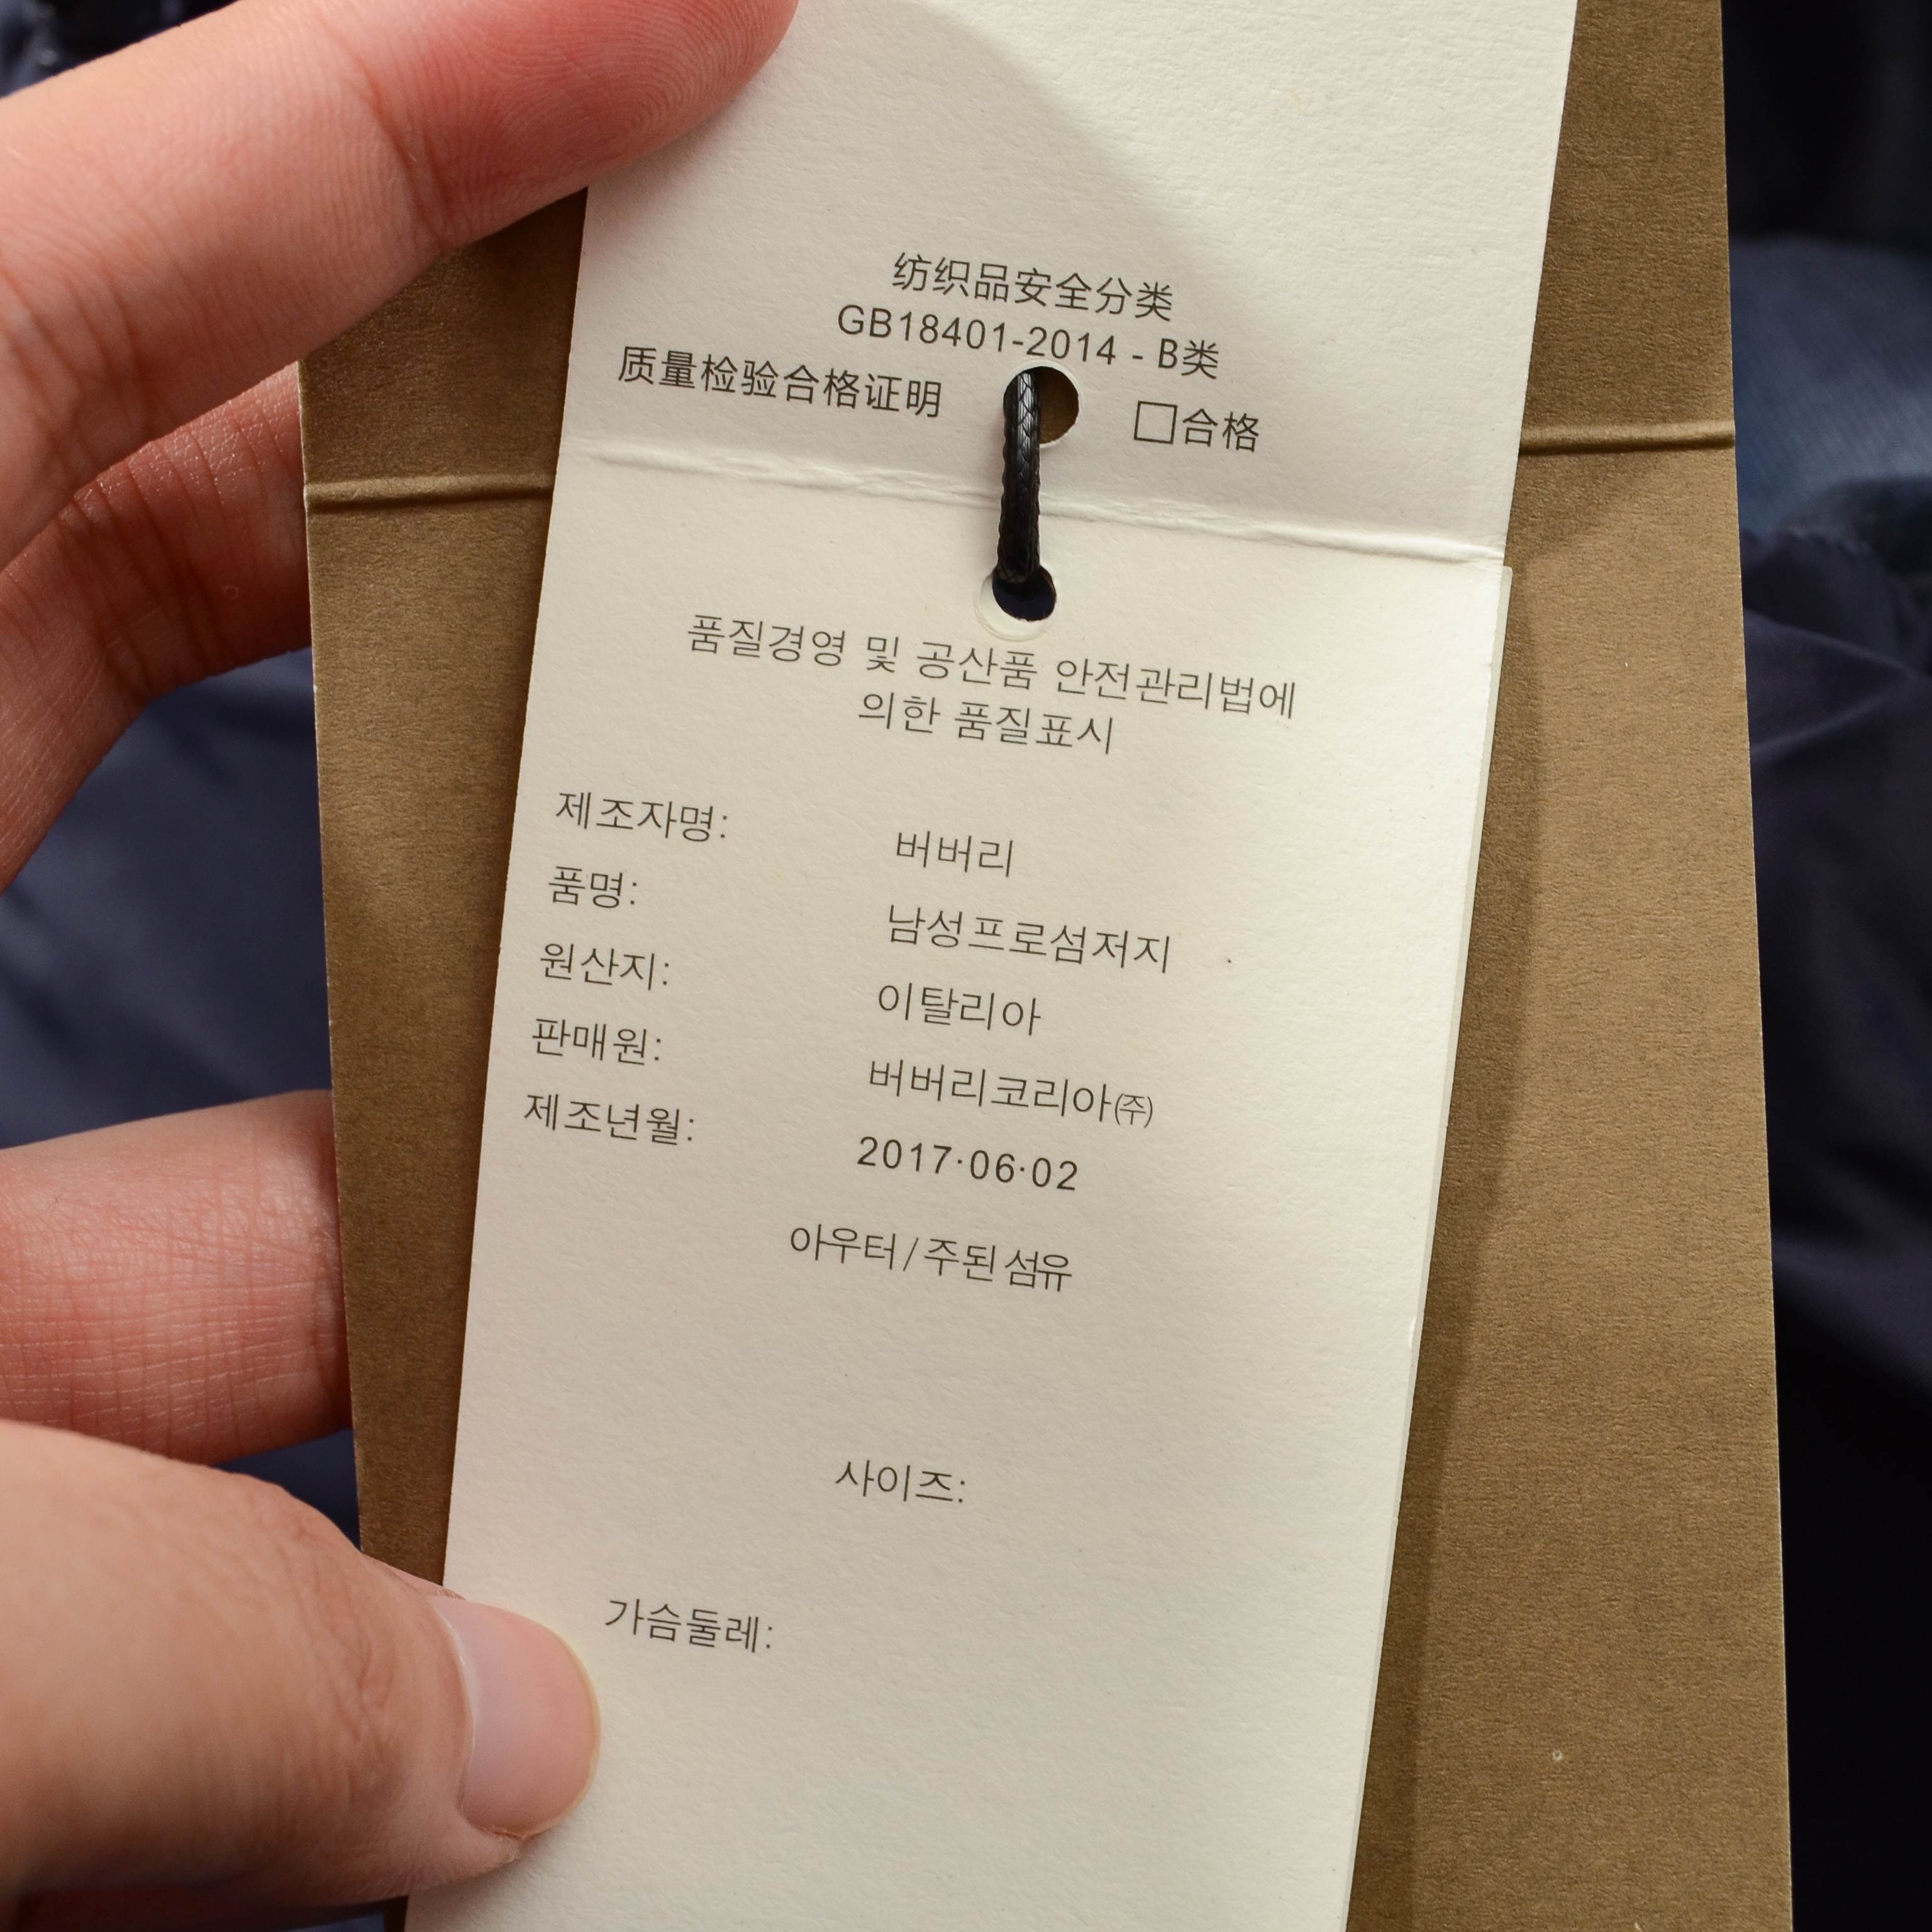 纺织品安全分类
GB18401-2014 - B类
质量检验合格证明 □合格
품질경영 및 공산품 안전관리법에
의한 품질표시
제조자명: 버버리
품명: 남성프로섬저지
원산지: 이탈리아
판매원: 버버리코리아㈜
제조년월: 2017·06·02
아우터 / 주된 섬유
사이즈:
가슴둘레: